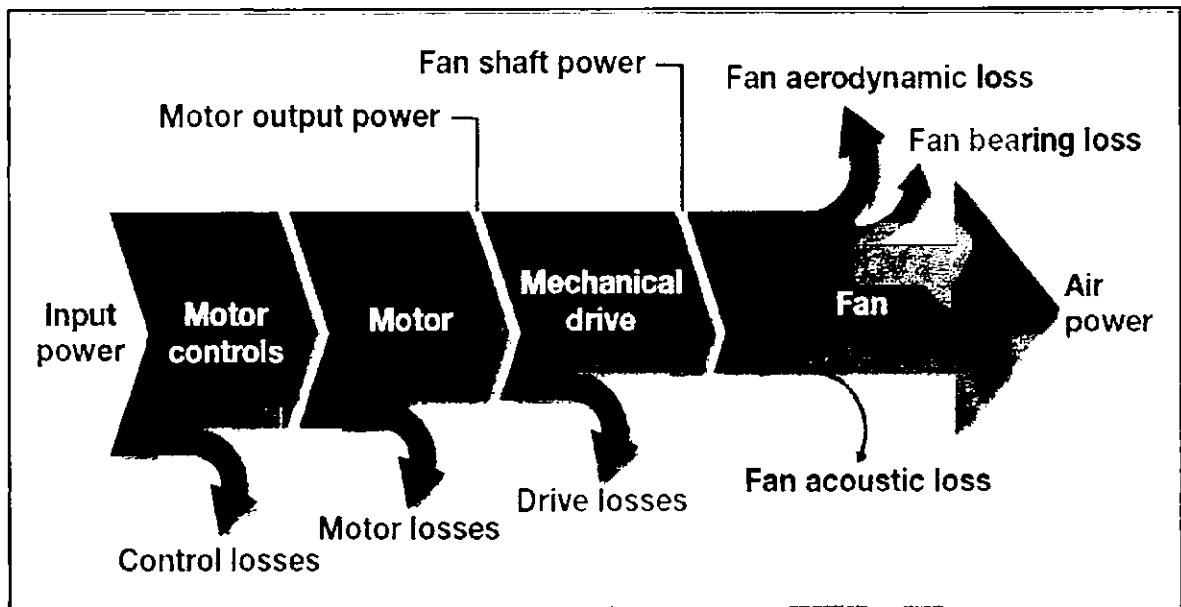 Fan shaft power
Fan aerodynamic loss
Motor output power
Fan bearing loss
Input
power
Motor
controls
Motor
Mechanical
drive
Fan
Air
power
Control losses
Motor losses
Drive losses
Fan acoustic loss